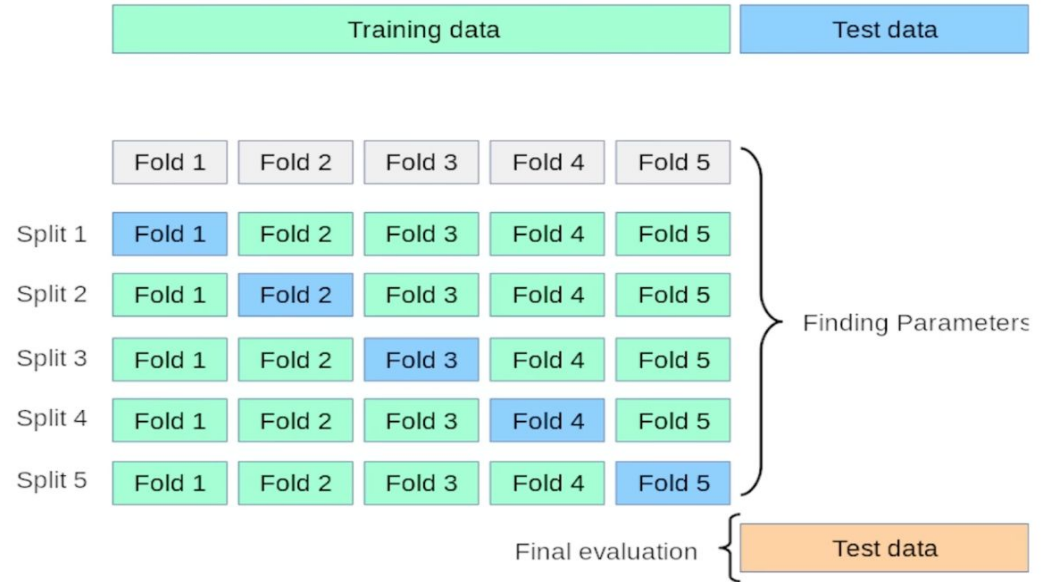 Training data Test data
Fold 1 Fold 2 Fold 3 Fold 4 Fold 5
Split 1 Fold 1 Fold 2 Fold 3 Fold 4 Fold 5
Split 2 Fold 1 Fold 2 Fold 3 Fold 4 Fold 5
Finding Parameters
Split 3 Fold 1 Fold 2 Fold 3 Fold 4 Fold 5
Split 4 Fold 1 Fold 2 Fold 3 Fold 4 Fold 5
Split 5 Fold 1 Fold 2 Fold 3 Fold 4 Fold 5
Final evaluation Test data